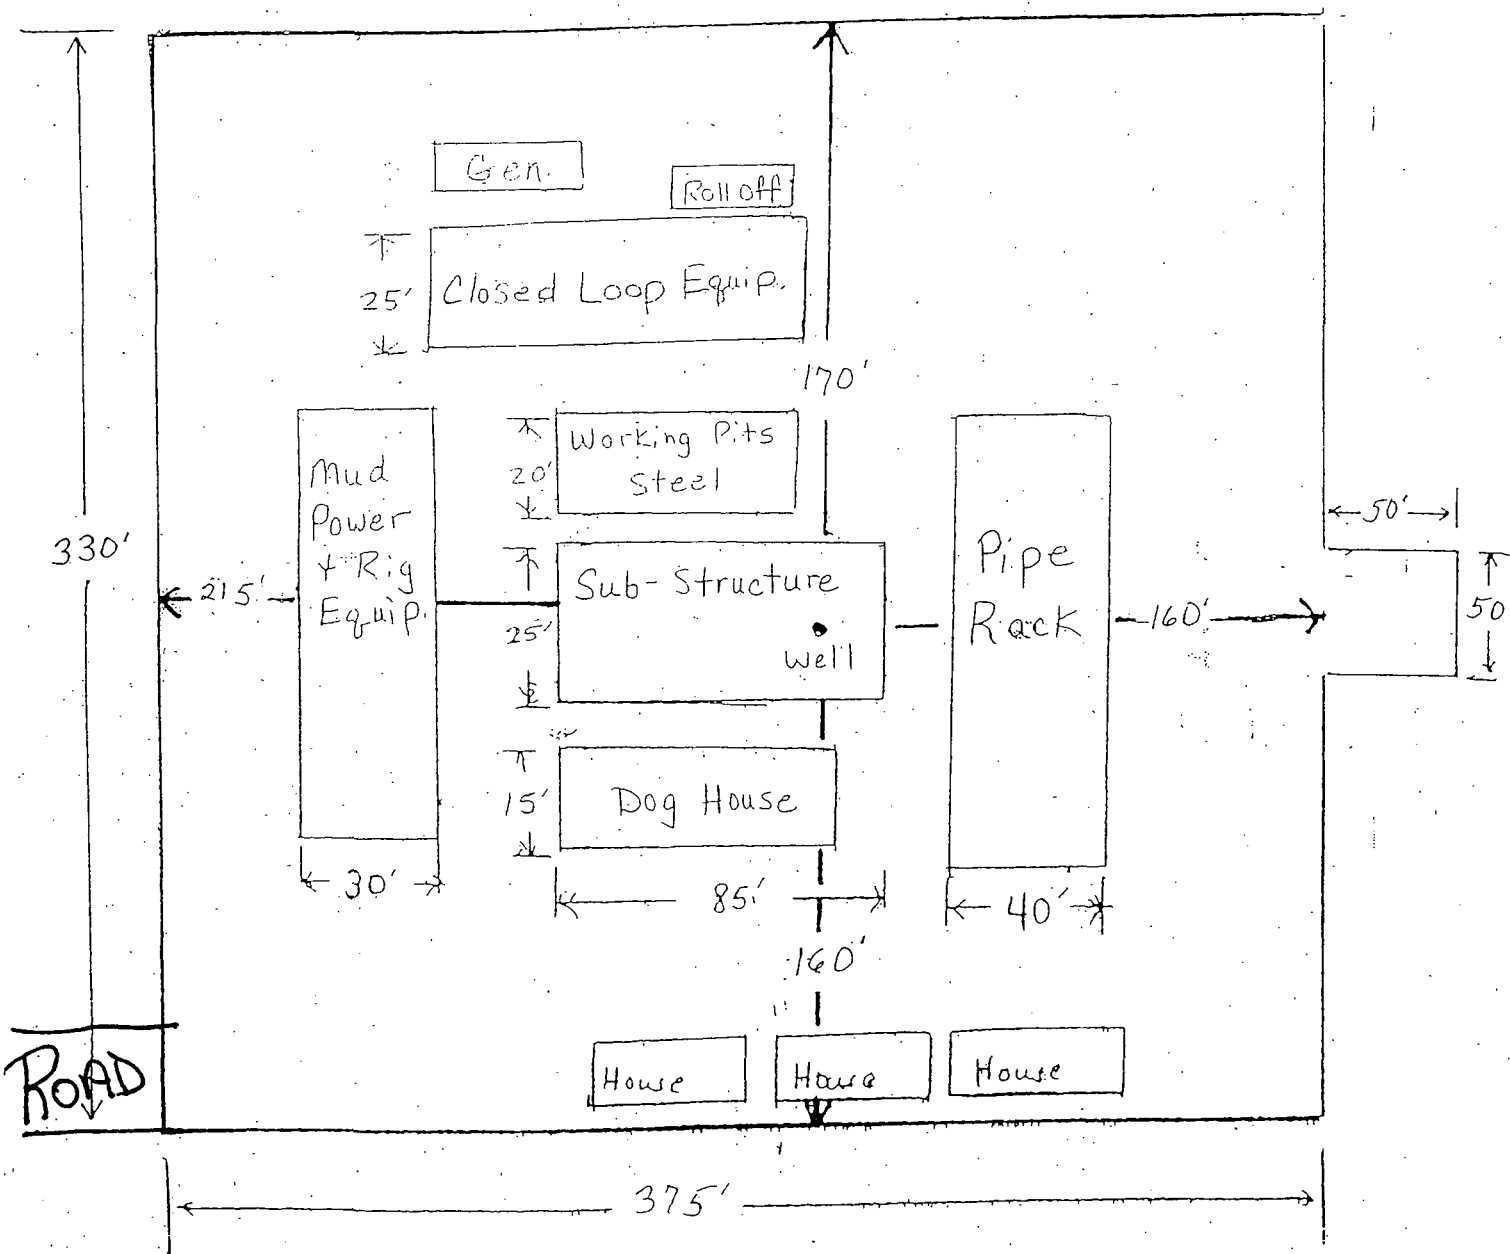 Gen.
Roll off
25'
Closed Loop Equip.
170'
Mud
Power
+ Rig
Equip.
20'
Working Pits
Steel
50'
330'
215'
Sub-Structure
25'
Well
Pipe
Rack
160'
50
15'
Dog House
30'
85'
40'
160'
ROAD
House
House
House
375'